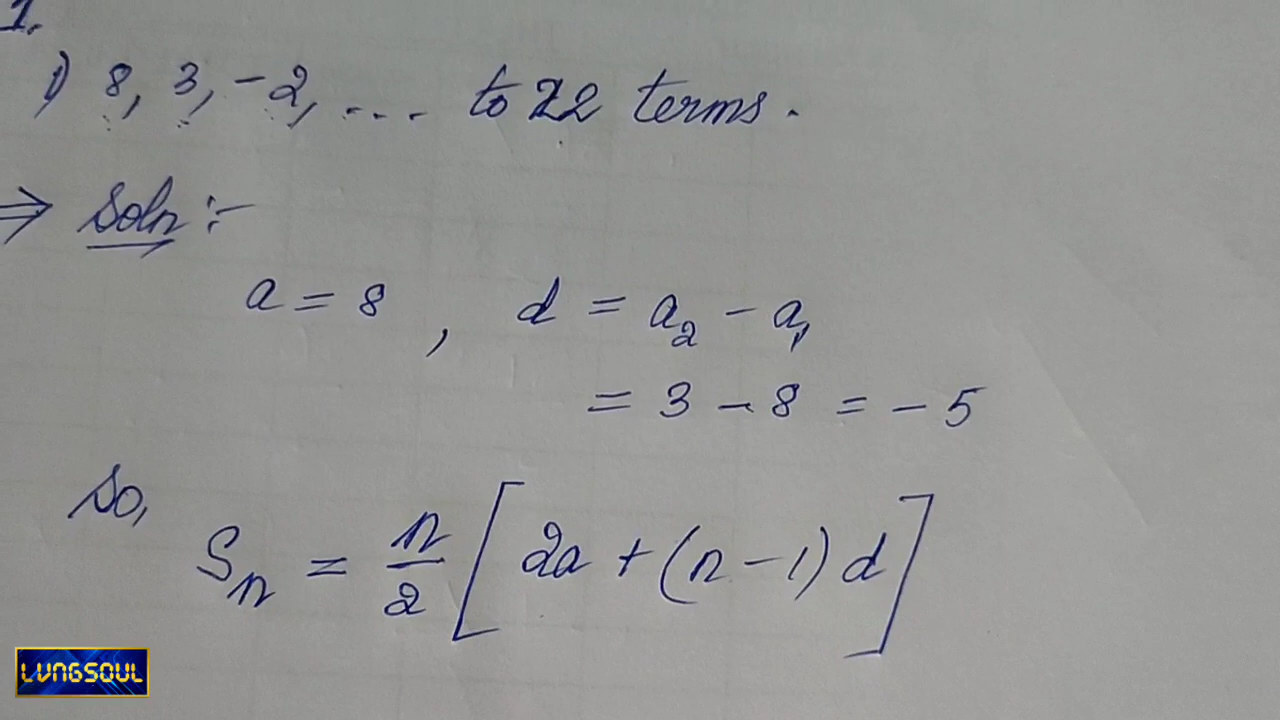 1.
i) 8, 3, -2, .... to 22 terms.
⇒ Soln :-
a = 8 , d = a₂ - a₁
= 3 - 8 = - 5
So,
Sₙ = n/2 [ 2a + (n - 1) d ]
LUNGSOUL